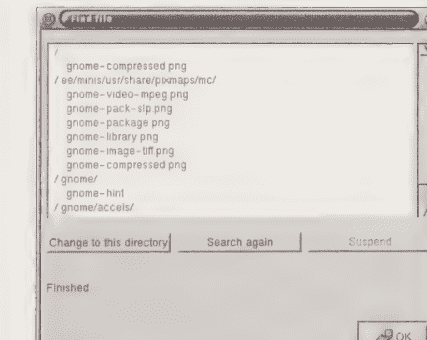 Find file
/
gnome-compressed.png
/ee/minis/usr/share/pixmaps/mc/
gnome-video-mpeg.png
gnome-pack-slp.png
gnome-package.png
gnome-library.png
gnome-image-tiff.png
gnome-compressed.png
/gnome/
gnome-hint
/gnome/accels/
Change to this directory
Search again
Suspend
Finished
OK